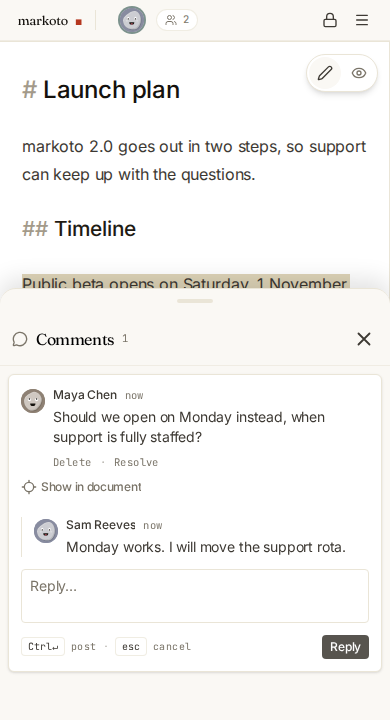 markoto
2
# Launch plan
markoto 2.0 goes out in two steps, so support
can keep up with the questions.
## Timeline
Public beta opens on Saturday, 1 November
Comments 1
Maya Chen now
Should we open on Monday instead, when
support is fully staffed?
Delete · Resolve
Show in document
Sam Reeves now
Monday works. I will move the support rota.
Reply...
Ctrl↵ post · esc cancel
Reply